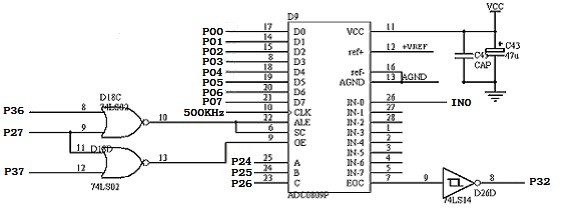 VCC
D9
P00 17 D0 VCC 11
P01 14 D1
P02 15 D2 ref+ 12 +VREF C43
P03 8 D3 CAP 47u
P04 18 D4 ref- 16
P05 19 D5 AGND 13 AGND
P06 20 D6
P07 21 D7 IN-0 26 IN0
500KHz 10 CLK IN-1 27
P36 8 D18C 74LS02 10 22 ALE IN-2 28
P27 9 6 SC IN-3 1
11 9 OE IN-4 2
P37 12 13 IN-5 3
74LS02
P24 25 A IN-6 4
P25 24 B IN-7 5
P26 23 C EOC 7 9 8 P32
ADC0809P 74LS14 D26D